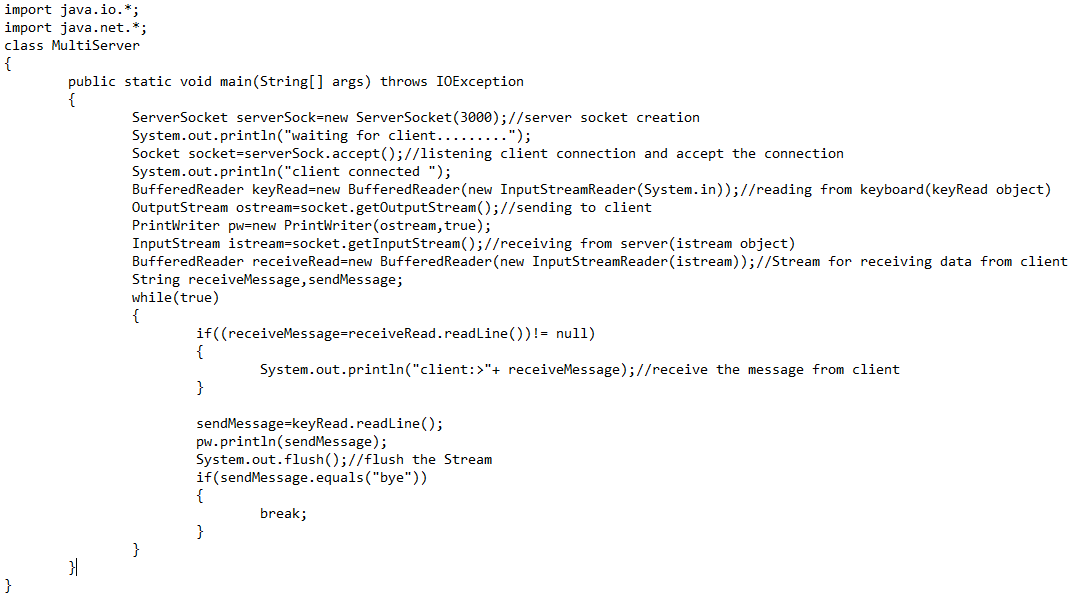 import java.io.*;
import java.net.*;
class MultiServer
{
        public static void main(String[] args) throws IOException
        {
                ServerSocket serverSock=new ServerSocket(3000);//server socket creation
                System.out.println("waiting for client.........");
                Socket socket=serverSock.accept();//listening client connection and accept the connection
                System.out.println("client connected ");
                BufferedReader keyRead=new BufferedReader(new InputStreamReader(System.in));//reading from keyboard(keyRead object)
                OutputStream ostream=socket.getOutputStream();//sending to client
                PrintWriter pw=new PrintWriter(ostream,true);
                InputStream istream=socket.getInputStream();//receiving from server(istream object)
                BufferedReader receiveRead=new BufferedReader(new InputStreamReader(istream));//Stream for receiving data from client
                String receiveMessage,sendMessage;
                while(true)
                {
                        if((receiveMessage=receiveRead.readLine())!= null)
                        {
                                System.out.println("client:>"+ receiveMessage);//receive the message from client
                        }

                        sendMessage=keyRead.readLine();
                        pw.println(sendMessage);
                        System.out.flush();//flush the Stream
                        if(sendMessage.equals("bye"))
                        {
                                break;
                        }
                }
        }
}